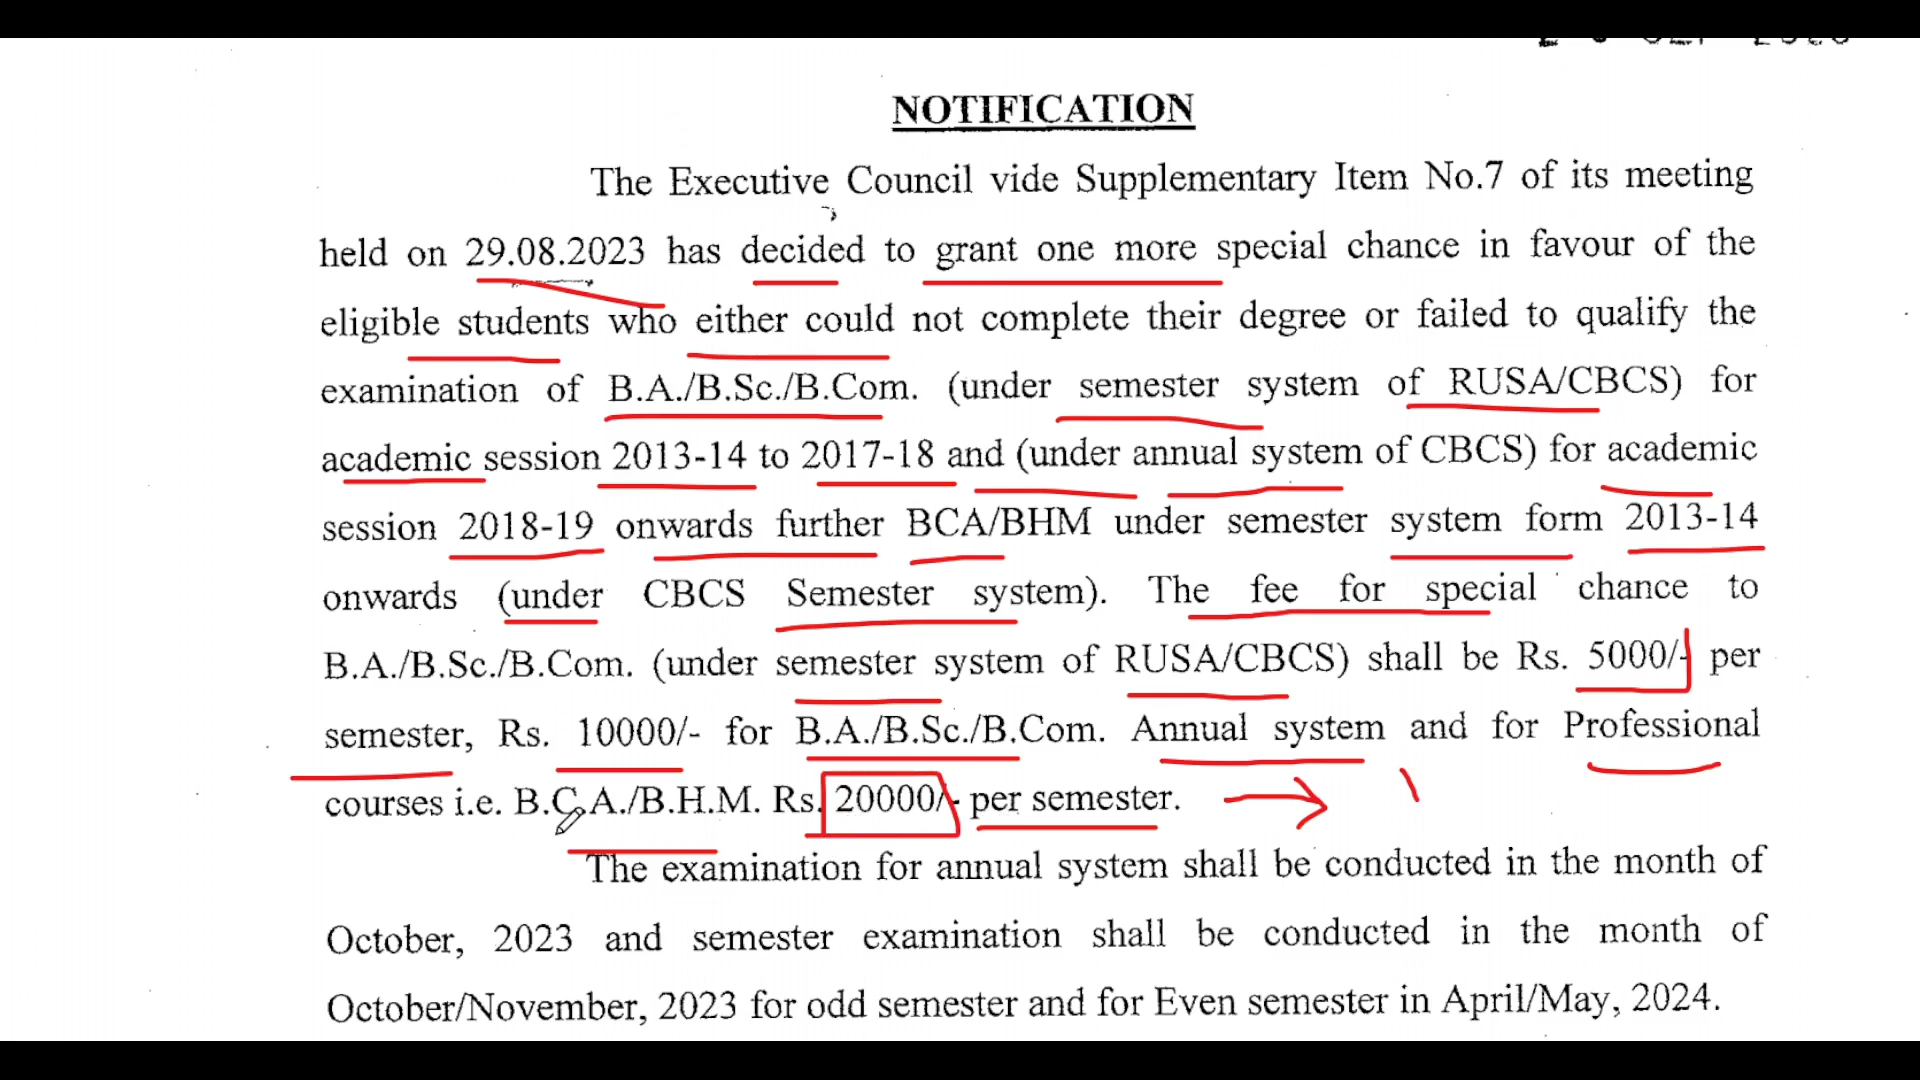 NOTIFICATION
The Executive Council vide Supplementary Item No.7 of its meeting
held on 29.08.2023 has decided to grant one more special chance in favour of the
eligible students who either could not complete their degree or failed to qualify the
examination of B.A./B.Sc./B.Com. (under semester system of RUSA/CBCS) for
academic session 2013-14 to 2017-18 and (under annual system of CBCS) for academic
session 2018-19 onwards further BCA/BHM under semester system form 2013-14
onwards (under CBCS Semester system). The fee for special chance to
B.A./B.Sc./B.Com. (under semester system of RUSA/CBCS) shall be Rs. 5000/- per
semester, Rs. 10000/- for B.A./B.Sc./B.Com. Annual system and for Professional
courses i.e. B.C.A./B.H.M. Rs. 20000/- per semester.
The examination for annual system shall be conducted in the month of
October, 2023 and semester examination shall be conducted in the month of
October/November, 2023 for odd semester and for Even semester in April/May, 2024.